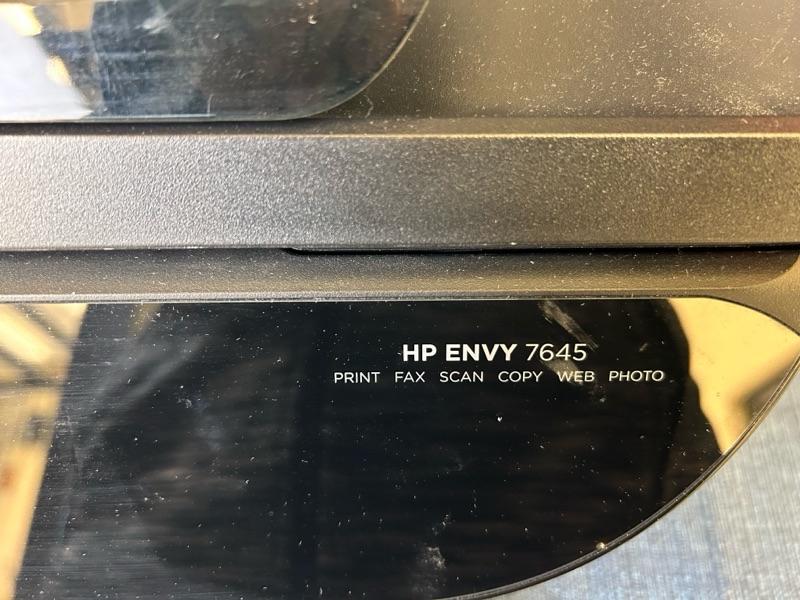 HP ENVY 7645
PRINT FAX SCAN COPY WEB PHOTO